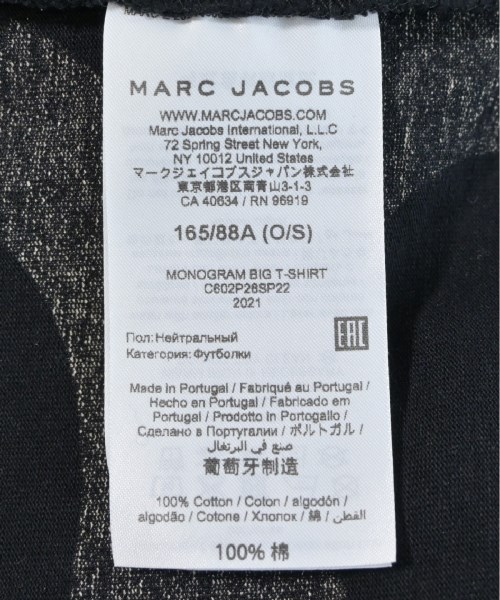 MARC JACOBS
WWW.MARCJACOBS.COM
Marc Jacobs International, L.L.C
72 Spring Street New York,
NY 10012 United States
マークジェイコブスジャパン株式会社
東京都港区南青山3-1-3
CA 40634 / RN 96919
165/88A (O/S)
MONOGRAM BIG T-SHIRT
C602P26SP22
2021
Пол: Нейтральный
Категория: Футболки
EAC
Made in Portugal / Fabriqué au Portugal /
Hecho en Portugal / Fabricado em
Portugal / Prodotto in Portogallo /
Сделано в Португалии / ポルトガル /
صنع في البرتغال
葡萄牙制造
100% Cotton / Coton / algodón /
algodão / Cotone / Хлопок / 綿 / القطن
100% 棉